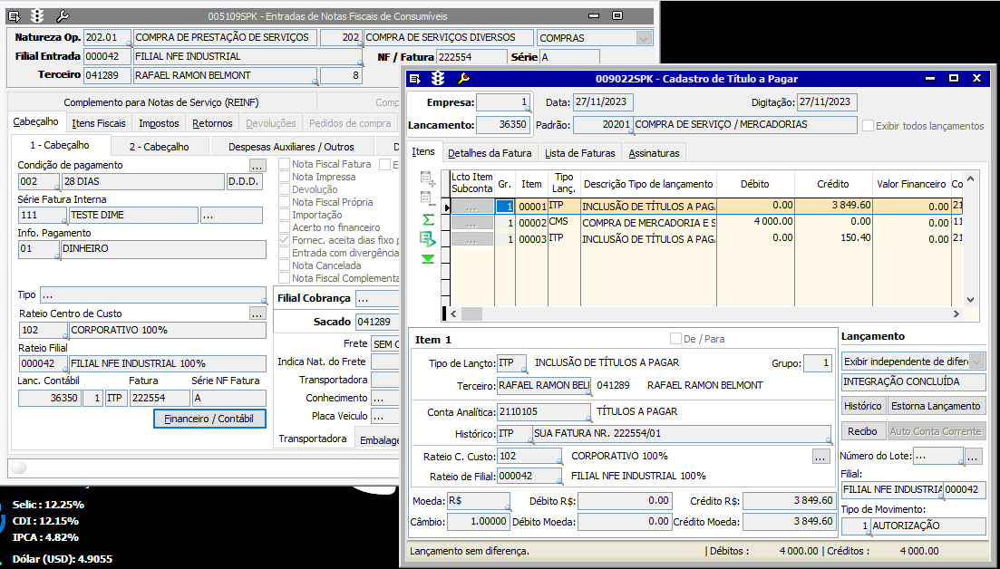 005109SPK - Entradas de Notas Fiscais de Consumíveis
Natureza Op. 202.01 COMPRA DE PRESTAÇÃO DE SERVIÇOS 202 COMPRA DE SERVIÇOS DIVERSOS COMPRAS
Filial Entrada 000042 FILIAL NFE INDUSTRIAL NF / Fatura 222554 Série A
Terceiro 041289 RAFAEL RAMON BELMONT 8
Complemento para Notas de Serviço (REINF) Comp
Cabeçalho Itens Fiscais Impostos Retornos Devoluções Pedidos de compra
1 - Cabeçalho 2 - Cabeçalho Despesas Auxiliares / Outros D
Condição de pagamento ...
002 28 DIAS D.D.D.
Série Fatura Interna
111 TESTE DIME ...
Info. Pagamento
01 DINHEIRO
Tipo ...
Rateio Centro de Custo ...
102 CORPORATIVO 100%
Rateio Filial
000042 FILIAL NFE INDUSTRIAL 100%
Lanc. Contábil Fatura Série NF Fatura
36350 1 ITP 222554 A
Financeiro / Contábil
Nota Fiscal Fatura E
Nota Impressa
Devolução
Nota Fiscal Própria
Importação
Acerto no financeiro
Fornec. aceita dias fixo p
Entrada com divergência
Nota Cancelada
Nota Fiscal Complementa
Filial Cobrança ...
Sacado 041289
Frete SEM C
Indica Nat. do Frete
Transportadora
Conhecimento ...
Placa Veiculo ...
Transportadora Embalage
Selic : 12.25%
CDI : 12.15%
IPCA : 4.82%
Dólar (USD): 4.9055
009022SPK - Cadastro de Título a Pagar
Empresa: 1 Data: 27/11/2023 Digitação: 27/11/2023
Lancamento: 36350 Padrão: 20201 COMPRA DE SERVIÇO / MERCADORIAS Exibir todos lançamentos
Itens Detalhes da Fatura Lista de Faturas Assinaturas
Lcto Item Subconta Gr. Item Tipo Lanç. Descrição Tipo de lançamento Débito Crédito Valor Financeiro Co
... 1 00001 ITP INCLUSÃO DE TÍTULOS A PAG 0.00 3 849.60 0.00 21
... 1 00002 CMS COMPRA DE MERCADORIA E S 4 000.00 0.00 0.00 11
... 1 00003 ITP INCLUSÃO DE TÍTULOS A PAG 0.00 150.40 0.00 21
Item 1 De / Para
Tipo de Lançto: ITP INCLUSÃO DE TÍTULOS A PAGAR Grupo: 1
Terceiro: RAFAEL RAMON BEL 041289 RAFAEL RAMON BELMONT
Conta Analítica: 2110105 TÍTULOS A PAGAR
Histórico: ITP SUA FATURA NR. 222554/01
Rateio C. Custo: 102 CORPORATIVO 100% ...
Rateio de Filial: 000042 FILIAL NFE INDUSTRIAL 100%
Moeda: R$ Débito R$: 0.00 Crédito R$: 3 849.60
Câmbio: 1.00000 Débito Moeda: 0.00 Crédito Moeda: 3 849.60
Lançamento
Exibir independente de difere
INTEGRAÇÃO CONCLUÍDA
Histórico Estorna Lançamento
Recibo Auto Conta Corrente
Número do Lote: ... ...
Filial:
FILIAL NFE INDUSTRIA 000042
Tipo de Movimento:
1 AUTORIZAÇÃO
Lançamento sem diferença. | Débitos : 4 000.00 | Créditos : 4 000.00